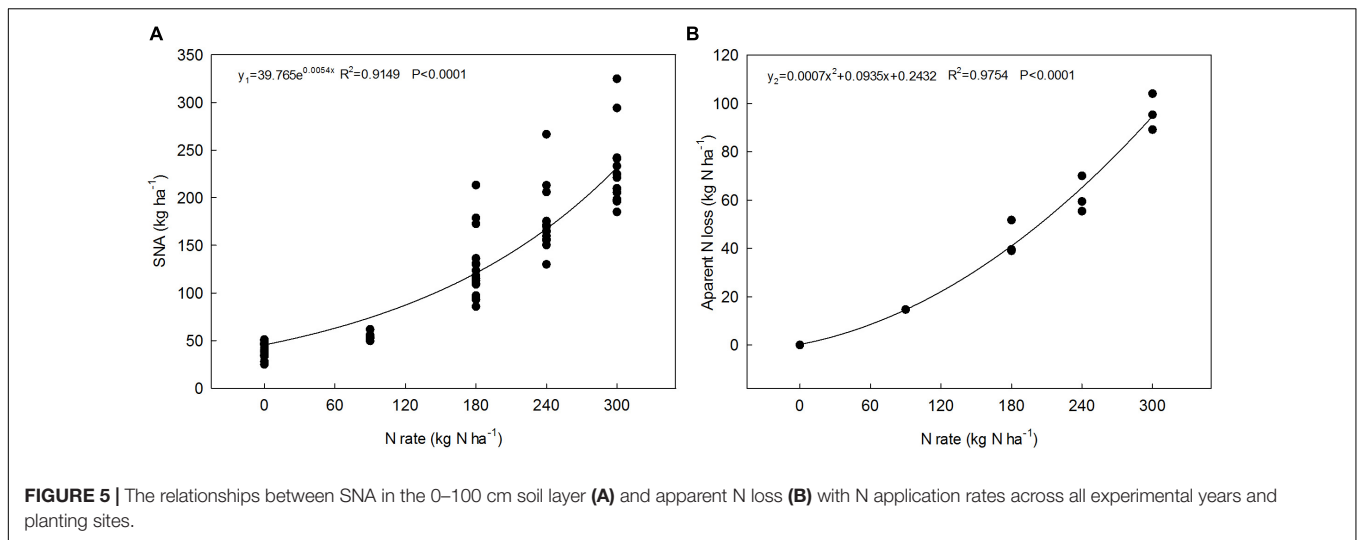 A
y₁=39.765e^0.0054x R²=0.9149 P<0.0001
350
300
250
200
150
100
50
0
SNA (kg ha⁻¹)
0 60 120 180 240 300
N rate (kg N ha⁻¹)
B
y₂=0.0007x²+0.0935x+0.2432 R²=0.9754 P<0.0001
120
100
80
60
40
20
0
Apparent N loss (kg N ha⁻¹)
0 60 120 180 240 300
N rate (kg N ha⁻¹)
FIGURE 5 | The relationships between SNA in the 0–100 cm soil layer (A) and apparent N loss (B) with N application rates across all experimental years and
planting sites.